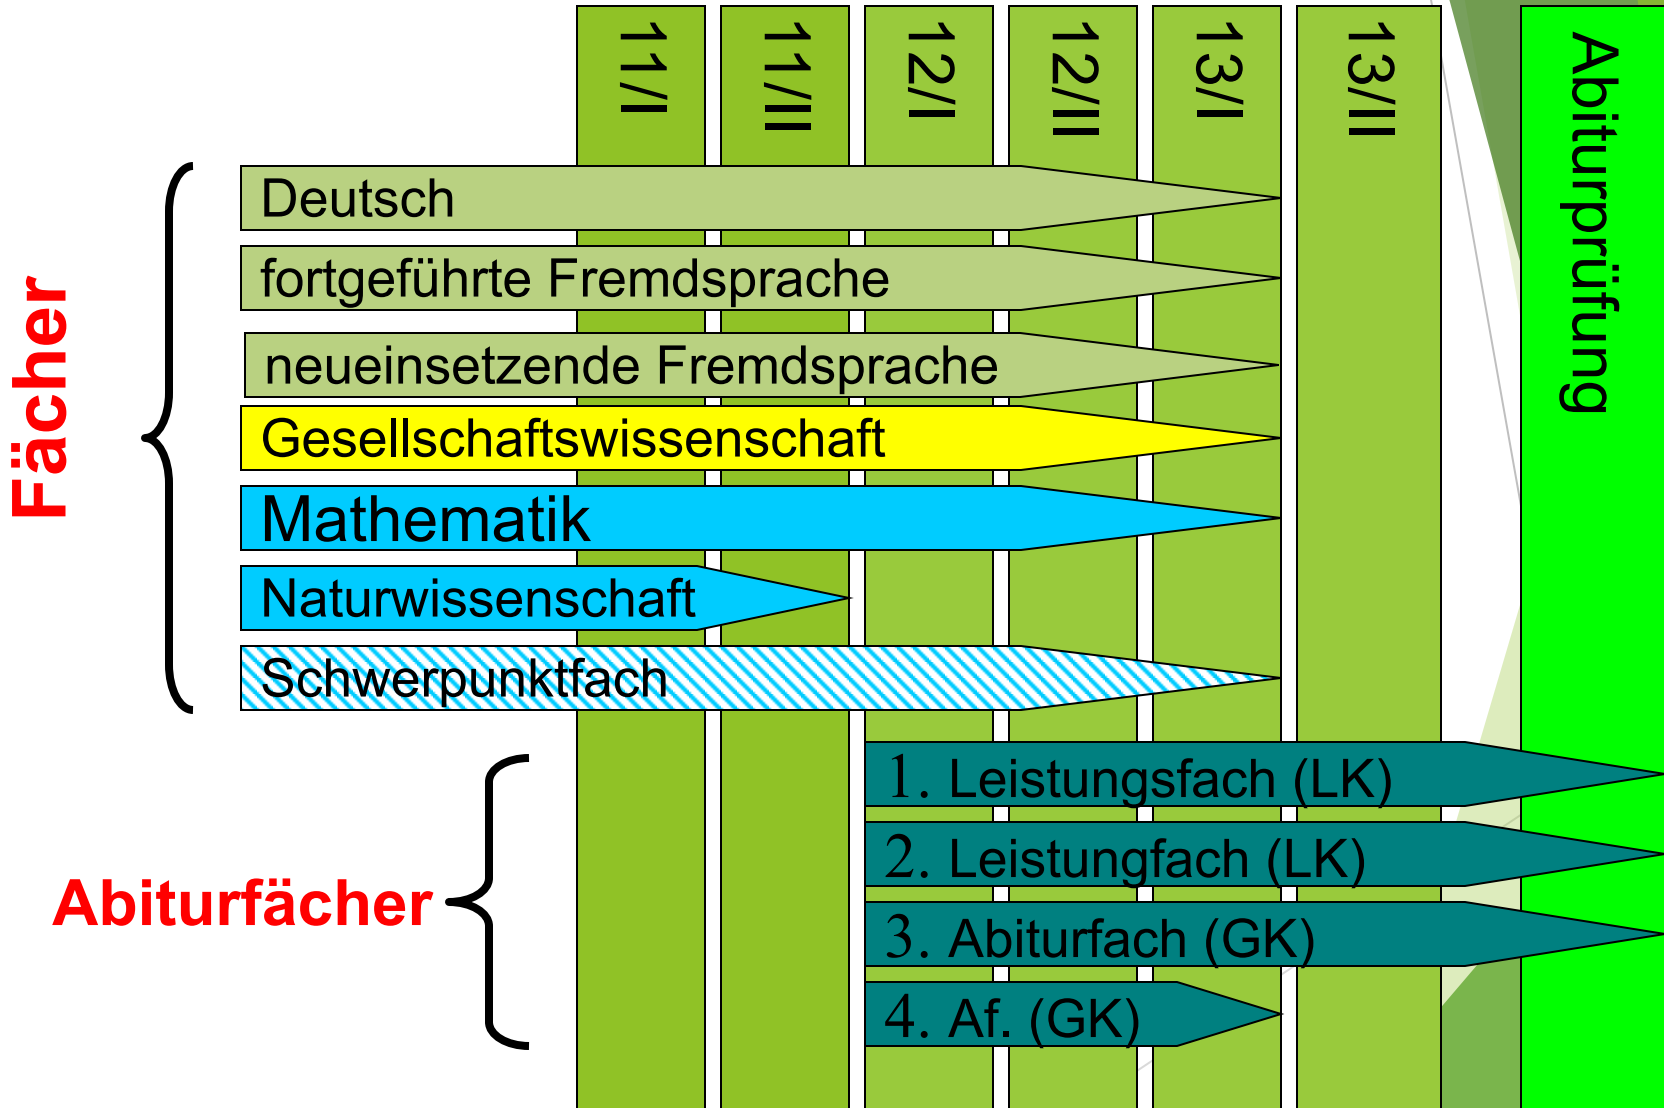 11/I
11/II
12/I
12/II
13/I
13/II
Abiturprüfung
Fächer
Deutsch
fortgeführte Fremdsprache
neueinsetzende Fremdsprache
Gesellschaftswissenschaft
Mathematik
Naturwissenschaft
Schwerpunktfach
Abiturfächer
1. Leistungsfach (LK)
2. Leistungfach (LK)
3. Abiturfach (GK)
4. Af. (GK)